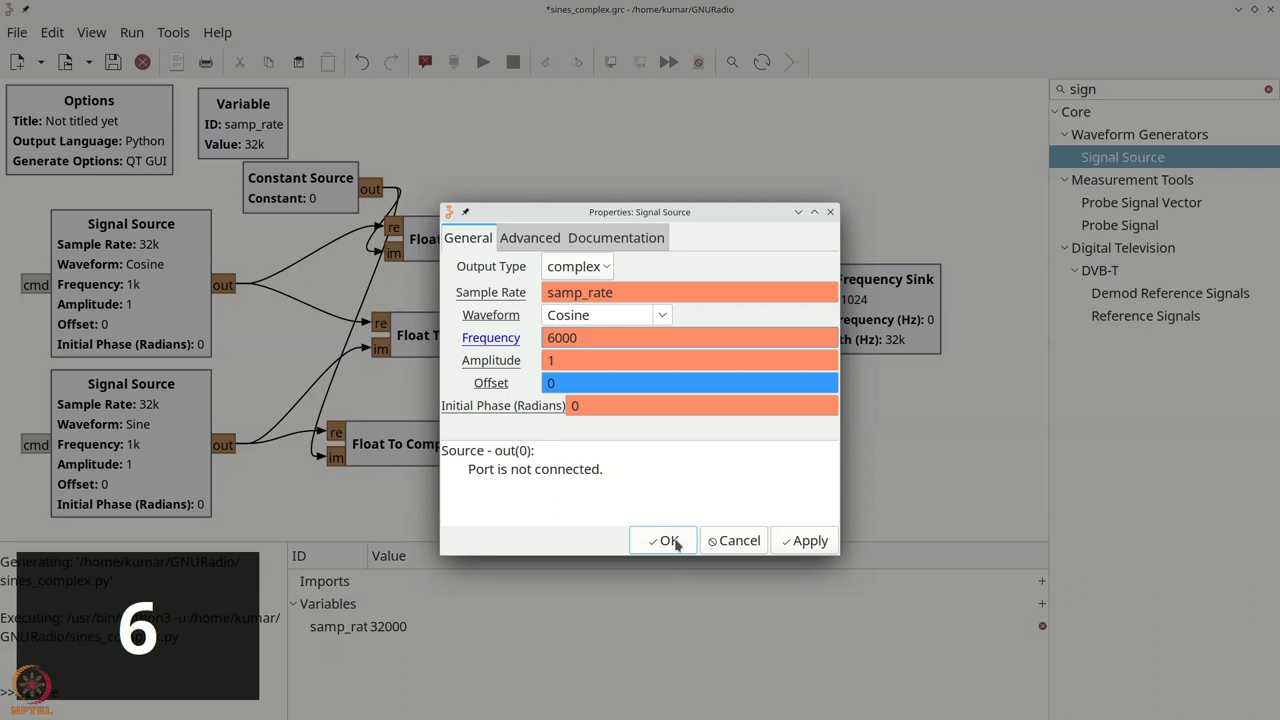 *sines_complex.grc - /home/kumar/GNURadio
File Edit View Run Tools Help
Options
Title: Not titled yet
Output Language: Python
Generate Options: QT GUI
Variable
ID: samp_rate
Value: 32k
Constant Source
Constant: 0
out
Signal Source
Sample Rate: 32k
Waveform: Cosine
Frequency: 1k
Amplitude: 1
Offset: 0
Initial Phase (Radians): 0
cmd
out
Signal Source
Sample Rate: 32k
Waveform: Sine
Frequency: 1k
Amplitude: 1
Offset: 0
Initial Phase (Radians): 0
cmd
out
re
im
Float
re
im
Float T
re
im
Float To Comp
Properties: Signal Source
General Advanced Documentation
Output Type complex
Sample Rate samp_rate
Waveform Cosine
Frequency 6000
Amplitude 1
Offset 0
Initial Phase (Radians) 0
Source - out(0):
Port is not connected.
OK Cancel Apply
Frequency Sink
1024
requency (Hz): 0
th (Hz): 32k
sign
Core
Waveform Generators
Signal Source
Measurement Tools
Probe Signal Vector
Probe Signal
Digital Television
DVB-T
Demod Reference Signals
Reference Signals
Generating: '/home/kumar/GNURadio/
sines_complex.py'
Executing: /usr/bin/python3 -u /home/kumar/
GNURadio/sines_complex.py
>>>
6
NPTEL
ID Value
Imports
Variables
samp_rat 32000